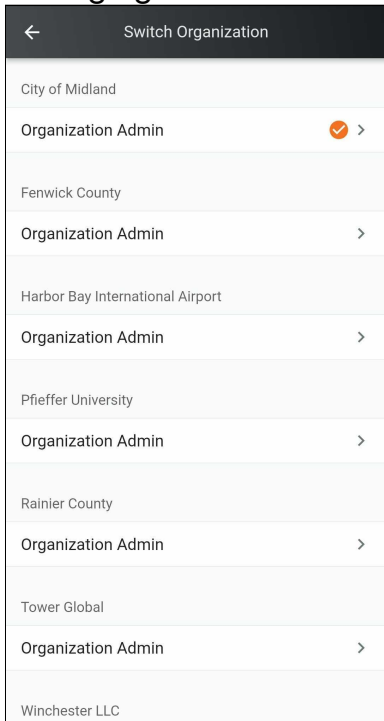 Switch Organization
City of Midland
Organization Admin
Fenwick County
Organization Admin
Harbor Bay International Airport
Organization Admin
Pfieffer University
Organization Admin
Rainier County
Organization Admin
Tower Global
Organization Admin
Winchester LLC